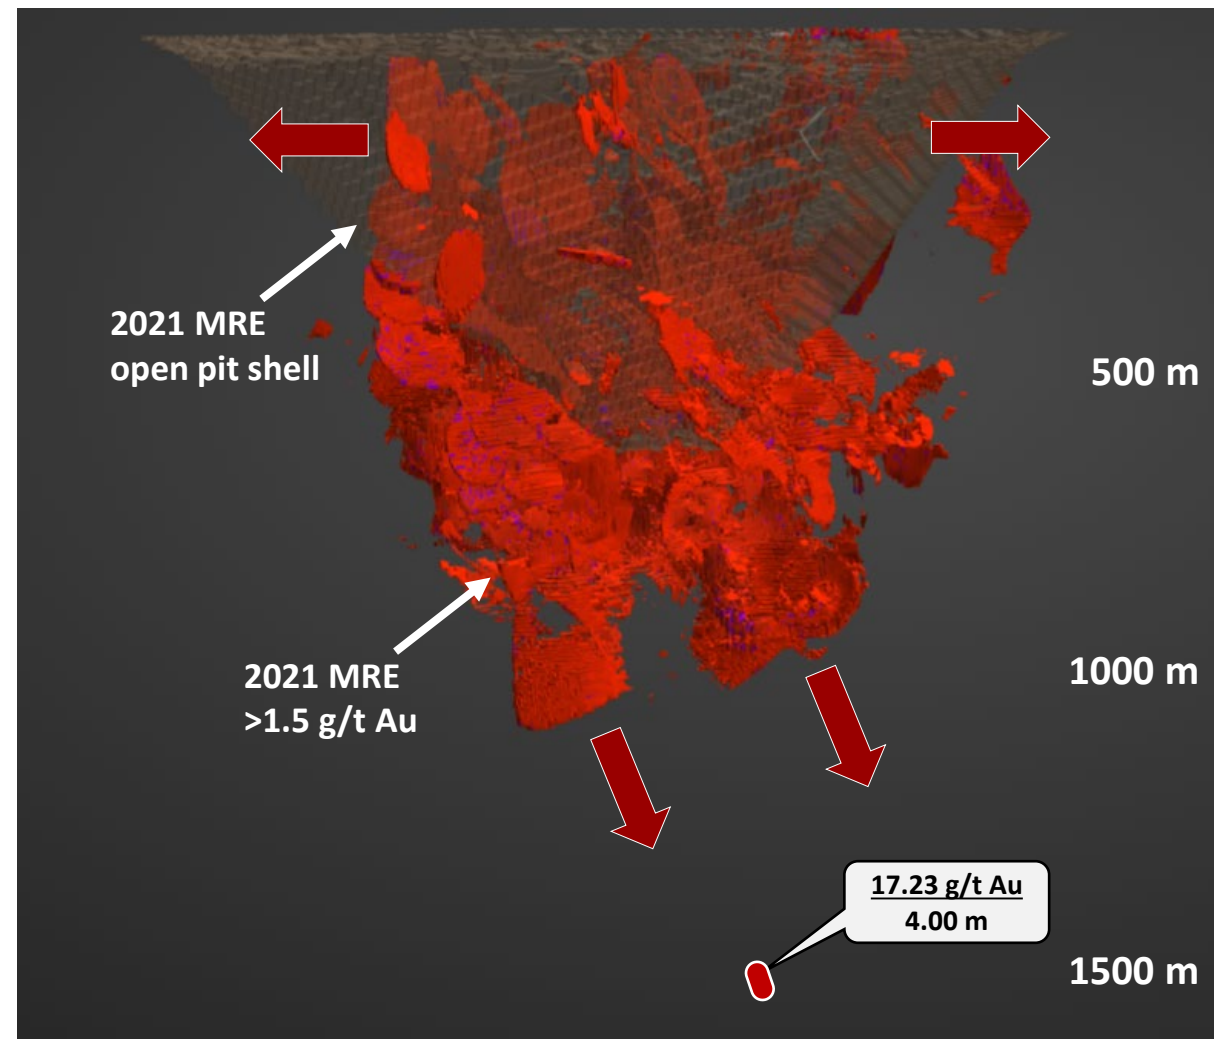 2021 MRE
open pit shell
500 m
2021 MRE
>1.5 g/t Au
1000 m
17.23 g/t Au
4.00 m
1500 m